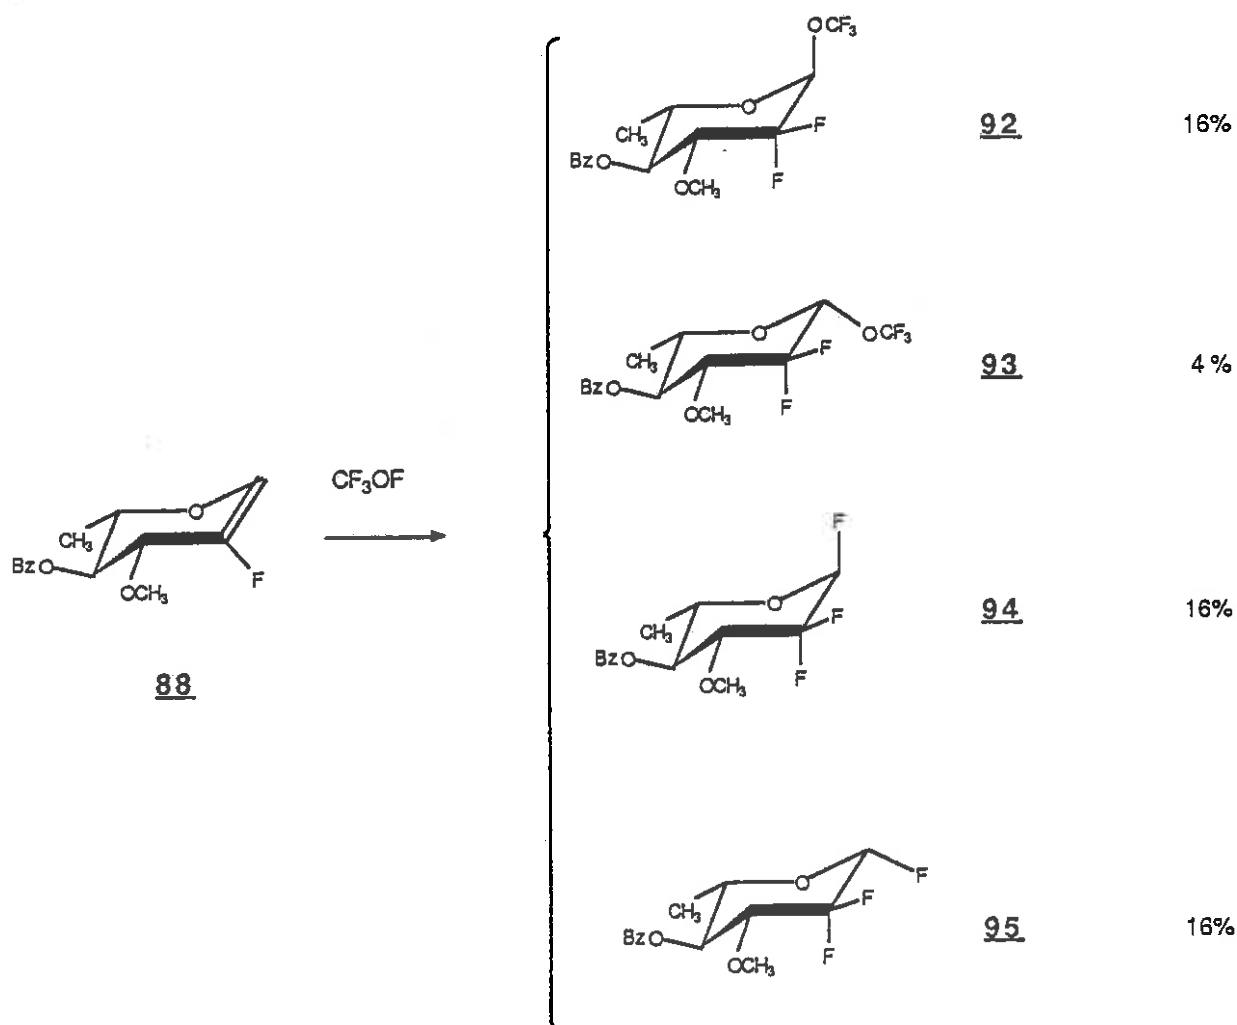 OCF₃
O
F
CH₃
BzO
OCH₃
F
92 16%
O
OCF₃
F
CH₃
BzO
OCH₃
F
93 4%
CF₃OF
O
CH₃
BzO
OCH₃
F
88
F
O
F
CH₃
BzO
OCH₃
F
94 16%
O
F
F
CH₃
BzO
OCH₃
F
95 16%